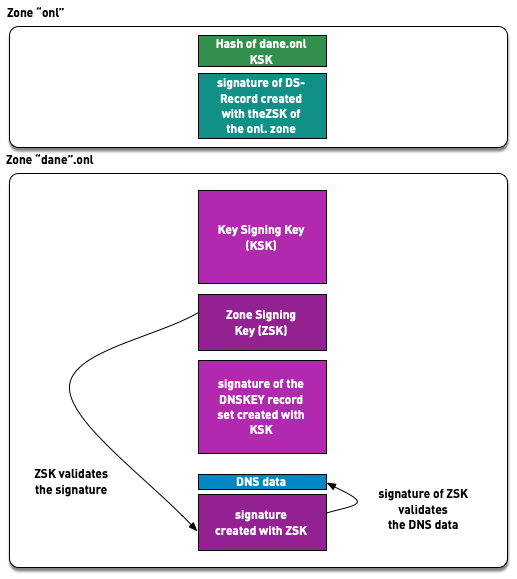 Zone “onl”
Hash of dane.onl
KSK
signature of DS-
Record created
with theZSK of
the onl. zone
Zone “dane”.onl
Key Signing Key
(KSK)
Zone Signing
Key (ZSK)
signature of the
DNSKEY record
set created with
KSK
ZSK validates
the signature
DNS data
signature
created with ZSK
signature of ZSK
validates
the DNS data